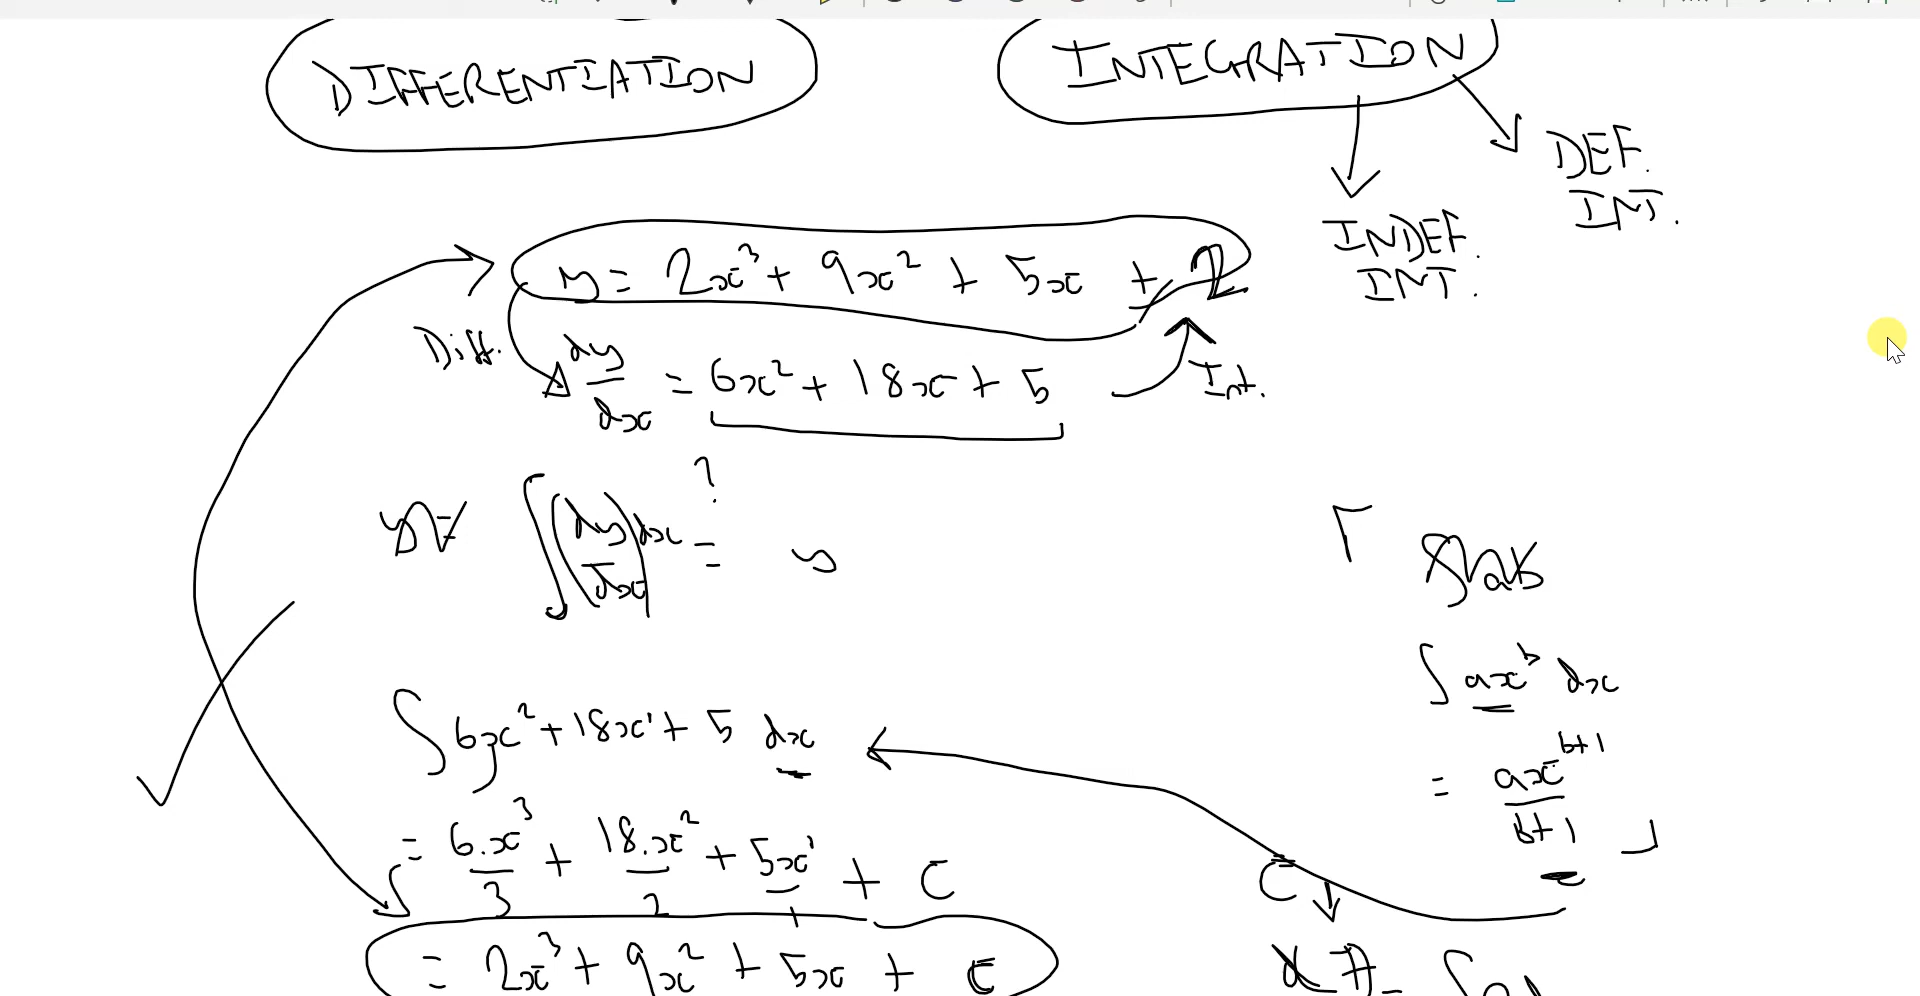 DIFFERENTIATION
INTEGRATION
DEF.
INT.
INDEF.
INT.
y = 2x³ + 9x² + 5x + 2
Diff.
dy/dx = 6x² + 18x + 5
Int.
∫(dy/dx)dx =? y
∫ax^b dx
= ax^(b+1)/(b+1)
∫6x² + 18x¹ + 5 dx
= 6.x³/3 + 18.x²/2 + 5x¹/1 + C
C
= 2x³ + 9x² + 5x + C